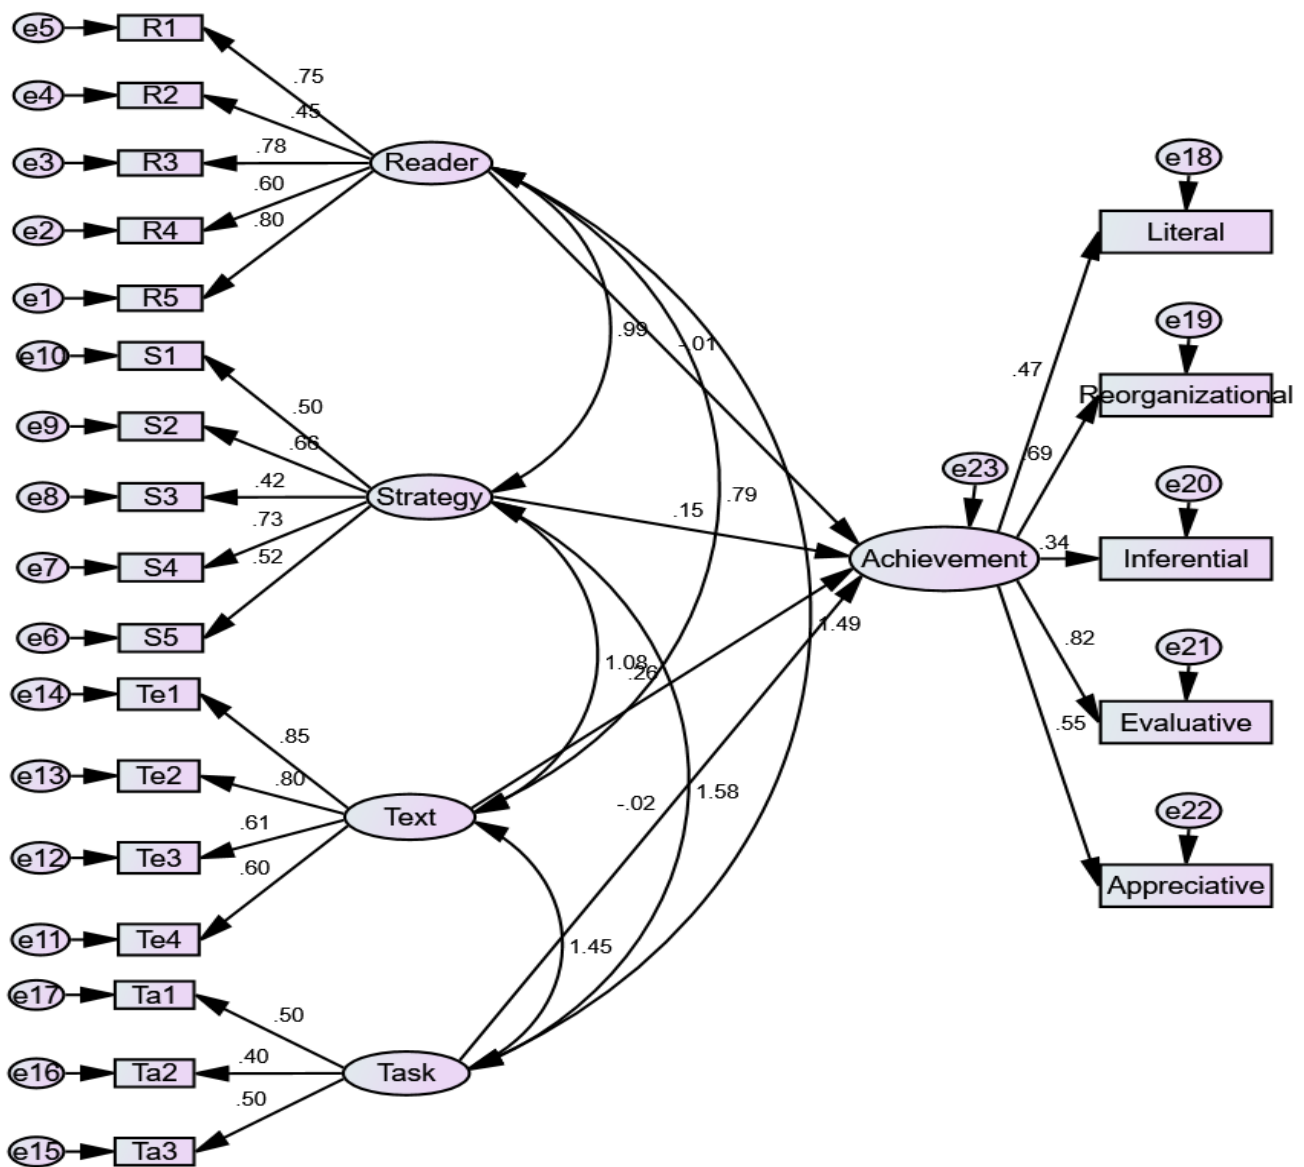 e5 R1
.75
e4 R2
.45
e3 R3
.78
Reader
.60
e2 R4
.80
e1 R5
e10 S1
.50
e9 S2
.66
e8 S3
.42
Strategy
.73
e7 S4
.52
e6 S5
e14 Te1
.85
e13 Te2
.80
Text
.61
e12 Te3
.60
e11 Te4
e17 Ta1
.50
e16 Ta2
.40
Task
.50
e15 Ta3
.99
-.01
.79
.15
1.49
1.08
.26
-.02
1.58
1.45
e23
Achievement
.47
.69
.34
.82
.55
e18
Literal
e19
Reorganizational
e20
Inferential
e21
Evaluative
e22
Appreciative